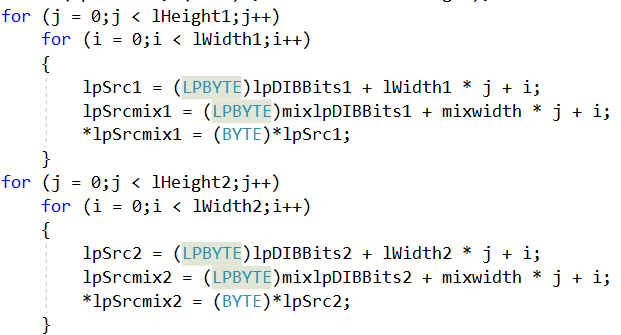 for (j = 0;j < lHeight1;j++)
for (i = 0;i < lWidth1;i++)
{
lpSrc1 = (LPBYTE)lpDIBBits1 + lWidth1 * j + i;
lpSrcmix1 = (LPBYTE)mixlpDIBBits1 + mixwidth * j + i;
*lpSrcmix1 = (BYTE)*lpSrc1;
}
for (j = 0;j < lHeight2;j++)
for (i = 0;i < lWidth2;i++)
{
lpSrc2 = (LPBYTE)lpDIBBits2 + lWidth2 * j + i;
lpSrcmix2 = (LPBYTE)mixlpDIBBits2 + mixwidth * j + i;
*lpSrcmix2 = (BYTE)*lpSrc2;
}